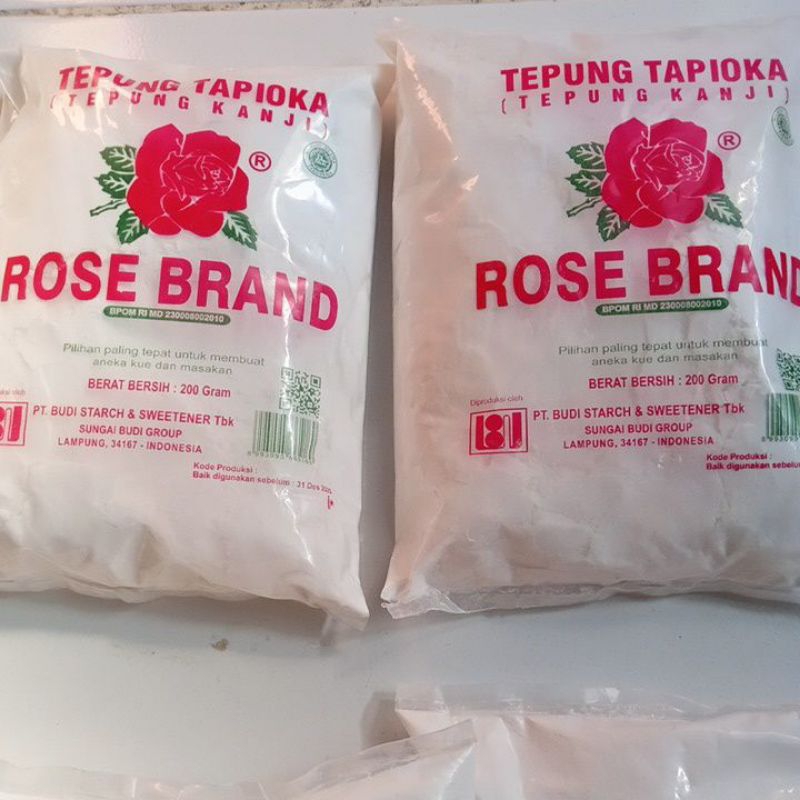 TEPUNG TAPIOKA
( TEPUNG KANJI )
®
ROSE BRAND
BPOM RI MD 230008002010
Pilihan paling tepat untuk membuat
aneka kue dan masakan
BERAT BERSIH : 200 Gram
oleh
PT. BUDI STARCH & SWEETENER Tbk
SUNGAI BUDI GROUP
LAMPUNG, 34167 - INDONESIA
Kode Produksi :
Baik digunakan sebelum : 31 Des
TEPUNG TAPIOKA
( TEPUNG KANJI )
®
ROSE BRAND
BPOM RI MD 230008002010
Pilihan paling tepat untuk membuat
aneka kue dan masakan
BERAT BERSIH : 200 Gram
Diproduksi oleh
PT. BUDI STARCH & SWEETENER Tbk
SUNGAI BUDI GROUP
LAMPUNG, 34167 - INDONESIA
Kode Produksi :
Baik digunakan sebelum :